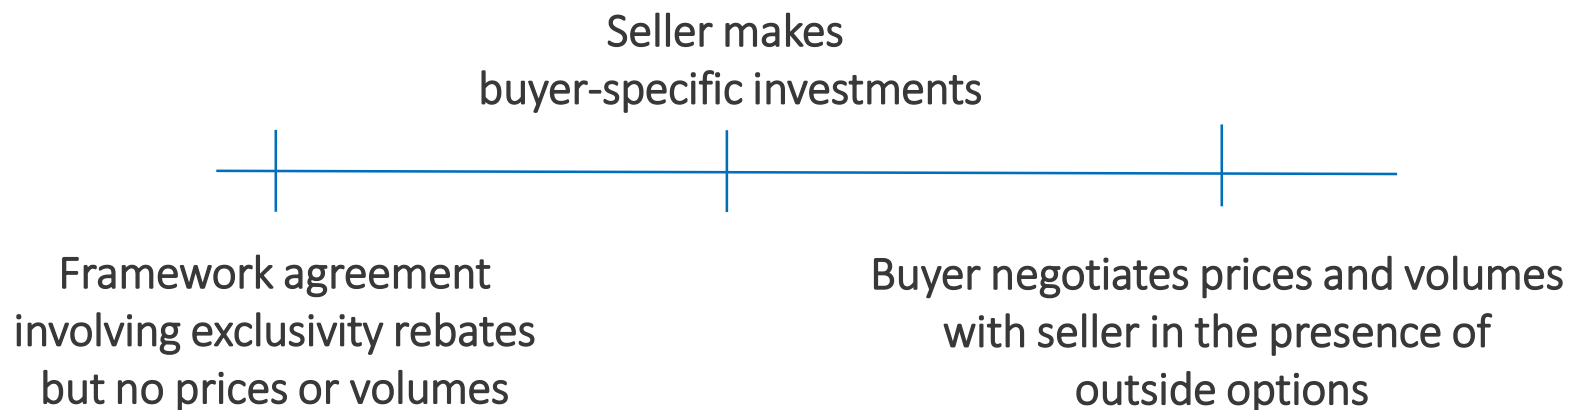 Seller makes
buyer-specific investments
Framework agreement
involving exclusivity rebates
but no prices or volumes
Buyer negotiates prices and volumes
with seller in the presence of
outside options